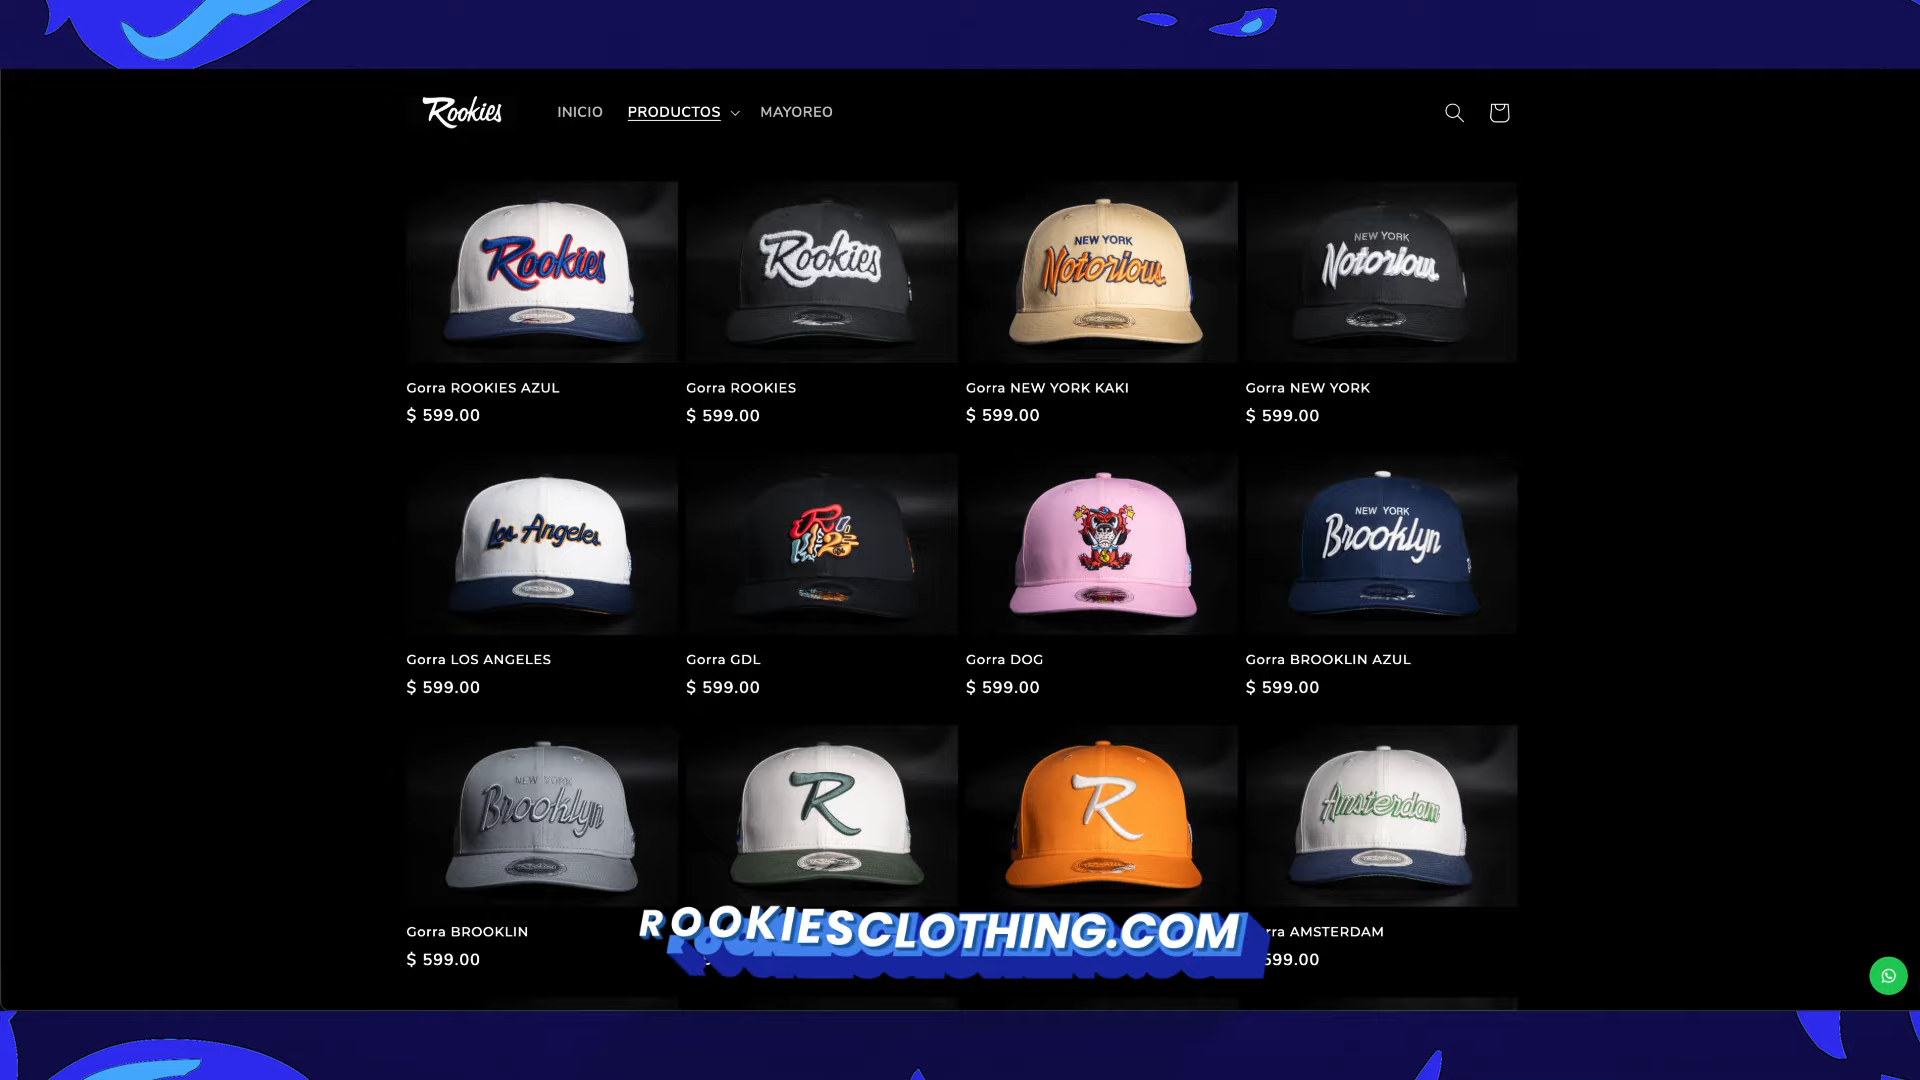 Rookies
INICIO
PRODUCTOS
MAYOREO
Rookies
Rookies
NEW YORK
Notorious
NEW YORK
Notorious
Gorra ROOKIES AZUL
Gorra ROOKIES
Gorra NEW YORK KAKI
Gorra NEW YORK
$ 599.00
$ 599.00
$ 599.00
$ 599.00
Los Angeles
NEW YORK
Brooklyn
Gorra LOS ANGELES
Gorra GDL
Gorra DOG
Gorra BROOKLIN AZUL
$ 599.00
$ 599.00
$ 599.00
$ 599.00
NEW YORK
Brooklyn
R
R
Amsterdam
Gorra BROOKLIN
ROOKIESCLOTHING.COM
AMSTERDAM
$ 599.00
599.00